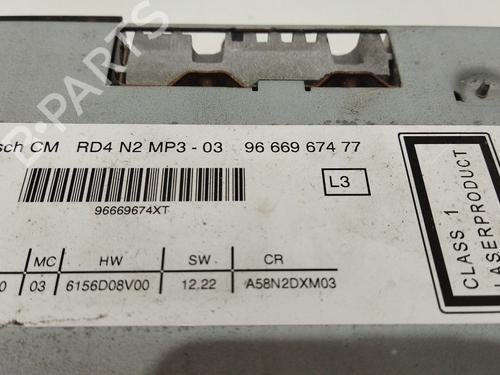 B-PARTS
sch CM RD4 N2 MP3 - 03 96 669 674 77
96669674XT
L3
MC HW SW CR
0 03 6156D08V00 12.22 A58N2DXM03
CLASS 1
LASERPRODUCT